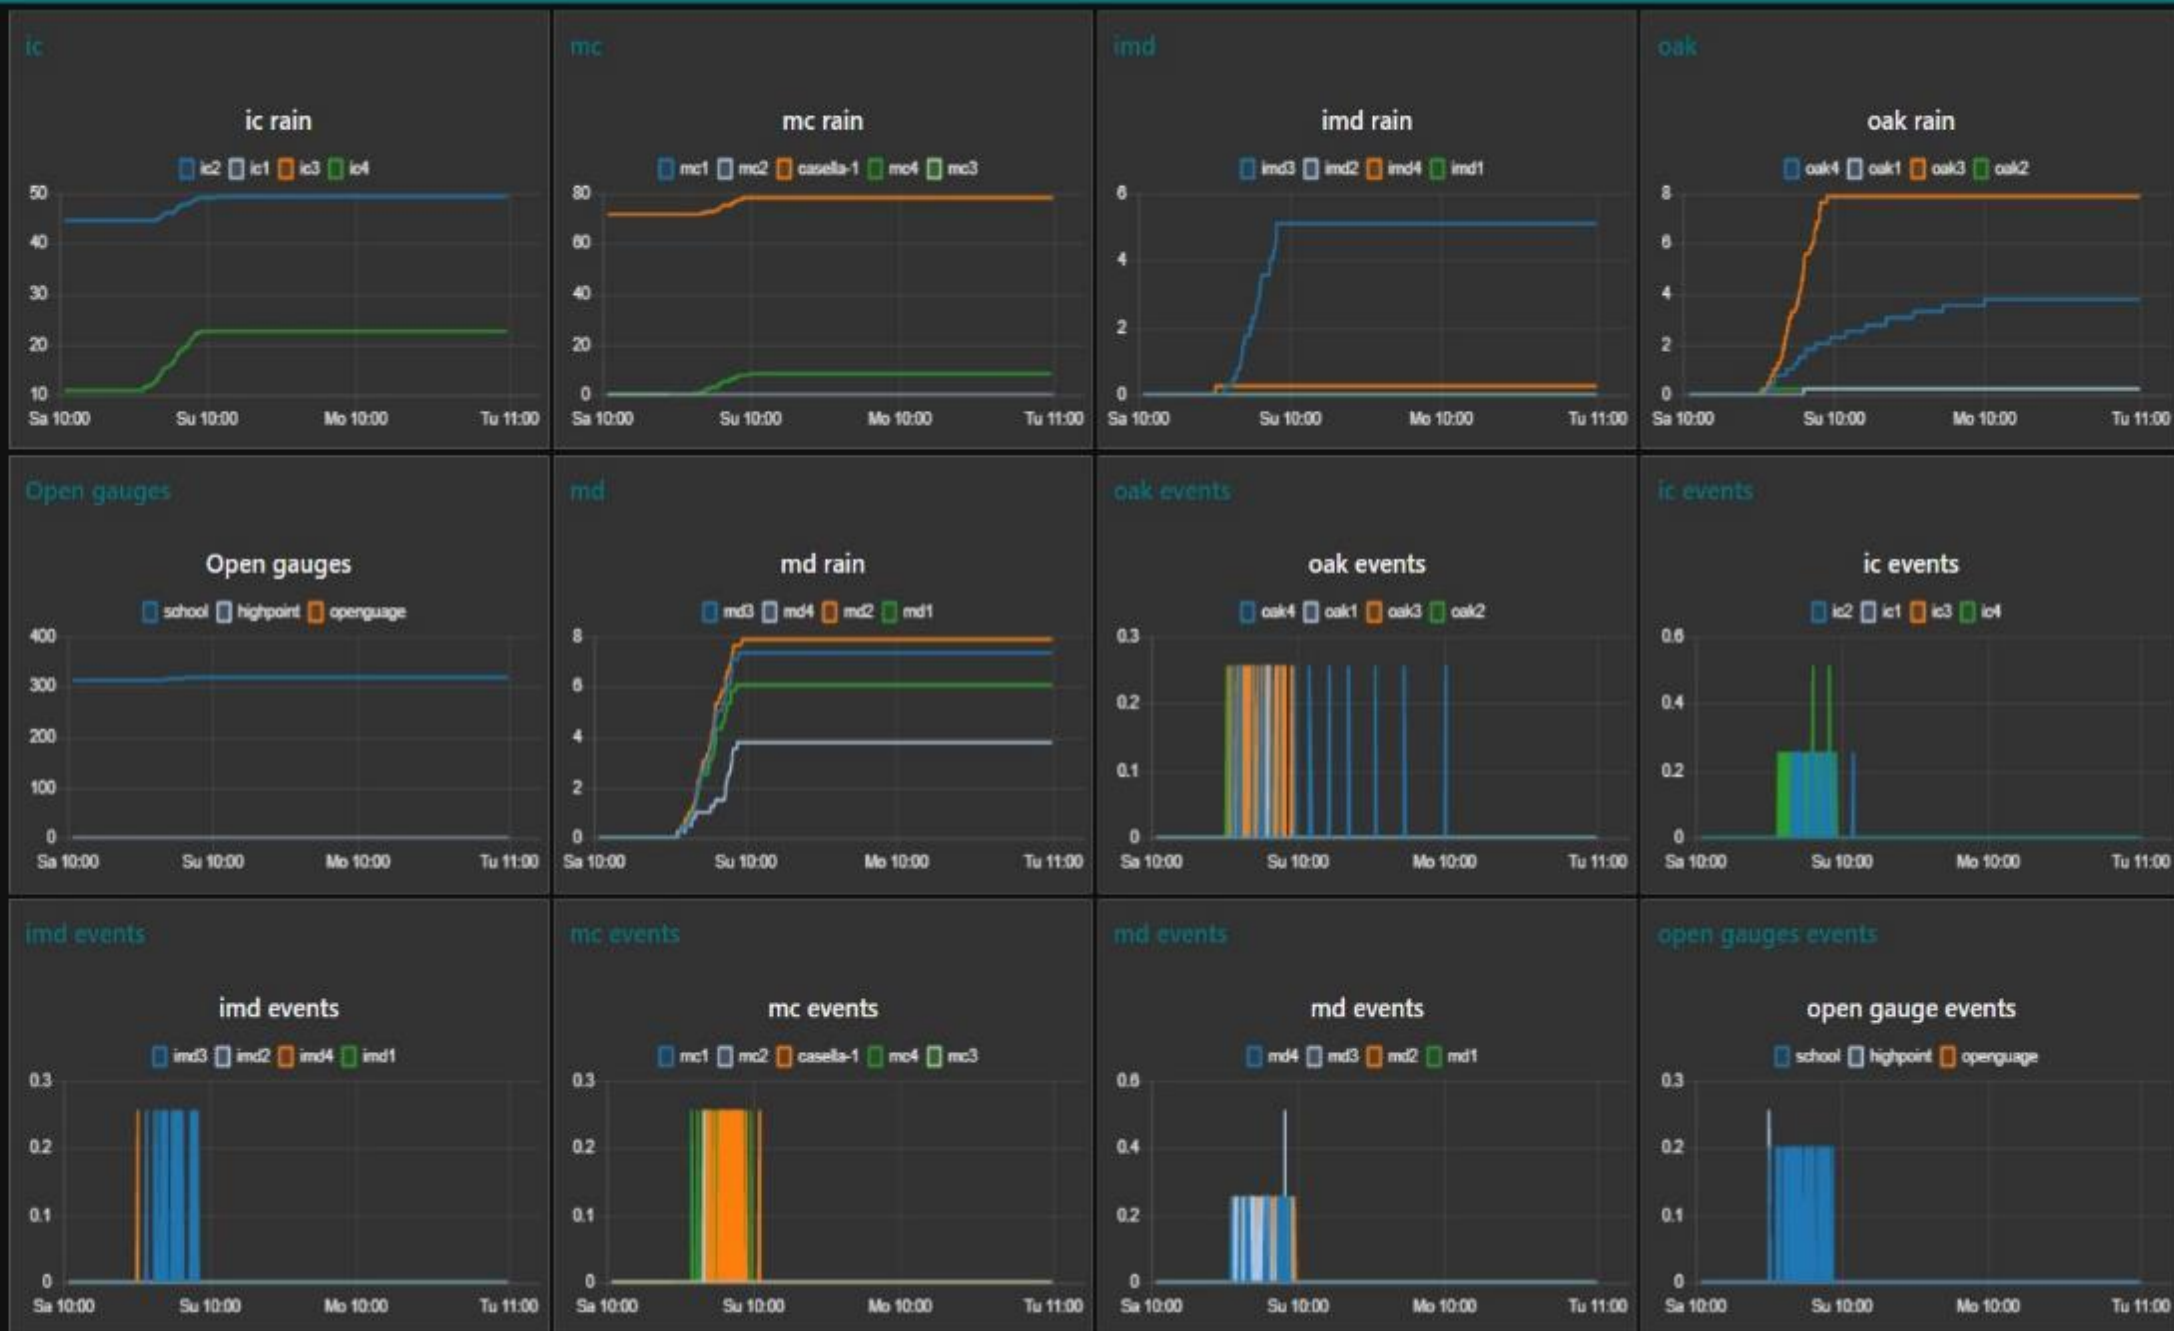 ic
ic rain
ic2 ic1 ic3 ic4
50
40
30
20
10
Sa 10:00 Su 10:00 Mo 10:00 Tu 11:00
mc
mc rain
mc1 mc2 casella-1 mc4 mc3
80
60
40
20
0
Sa 10:00 Su 10:00 Mo 10:00 Tu 11:00
imd
imd rain
imd3 imd2 imd4 imd1
6
4
2
0
Sa 10:00 Su 10:00 Mo 10:00 Tu 11:00
oak
oak rain
oak4 oak1 oak3 oak2
8
6
4
2
0
Sa 10:00 Su 10:00 Mo 10:00 Tu 11:00
Open gauges
Open gauges
school highpoint openguage
400
300
200
100
0
Sa 10:00 Su 10:00 Mo 10:00 Tu 11:00
md
md rain
md3 md4 md2 md1
8
6
4
2
0
Sa 10:00 Su 10:00 Mo 10:00 Tu 11:00
oak events
oak events
oak4 oak1 oak3 oak2
0.3
0.2
0.1
0
Sa 10:00 Su 10:00 Mo 10:00 Tu 11:00
ic events
ic events
ic2 ic1 ic3 ic4
0.6
0.4
0.2
0
Sa 10:00 Su 10:00 Mo 10:00 Tu 11:00
imd events
imd events
imd3 imd2 imd4 imd1
0.3
0.2
0.1
0
Sa 10:00 Su 10:00 Mo 10:00 Tu 11:00
mc events
mc events
mc1 mc2 casella-1 mc4 mc3
0.3
0.2
0.1
0
Sa 10:00 Su 10:00 Mo 10:00 Tu 11:00
md events
md events
md4 md3 md2 md1
0.6
0.4
0.2
0
Sa 10:00 Su 10:00 Mo 10:00 Tu 11:00
open gauges events
open gauge events
school highpoint openguage
0.3
0.2
0.1
0
Sa 10:00 Su 10:00 Mo 10:00 Tu 11:00